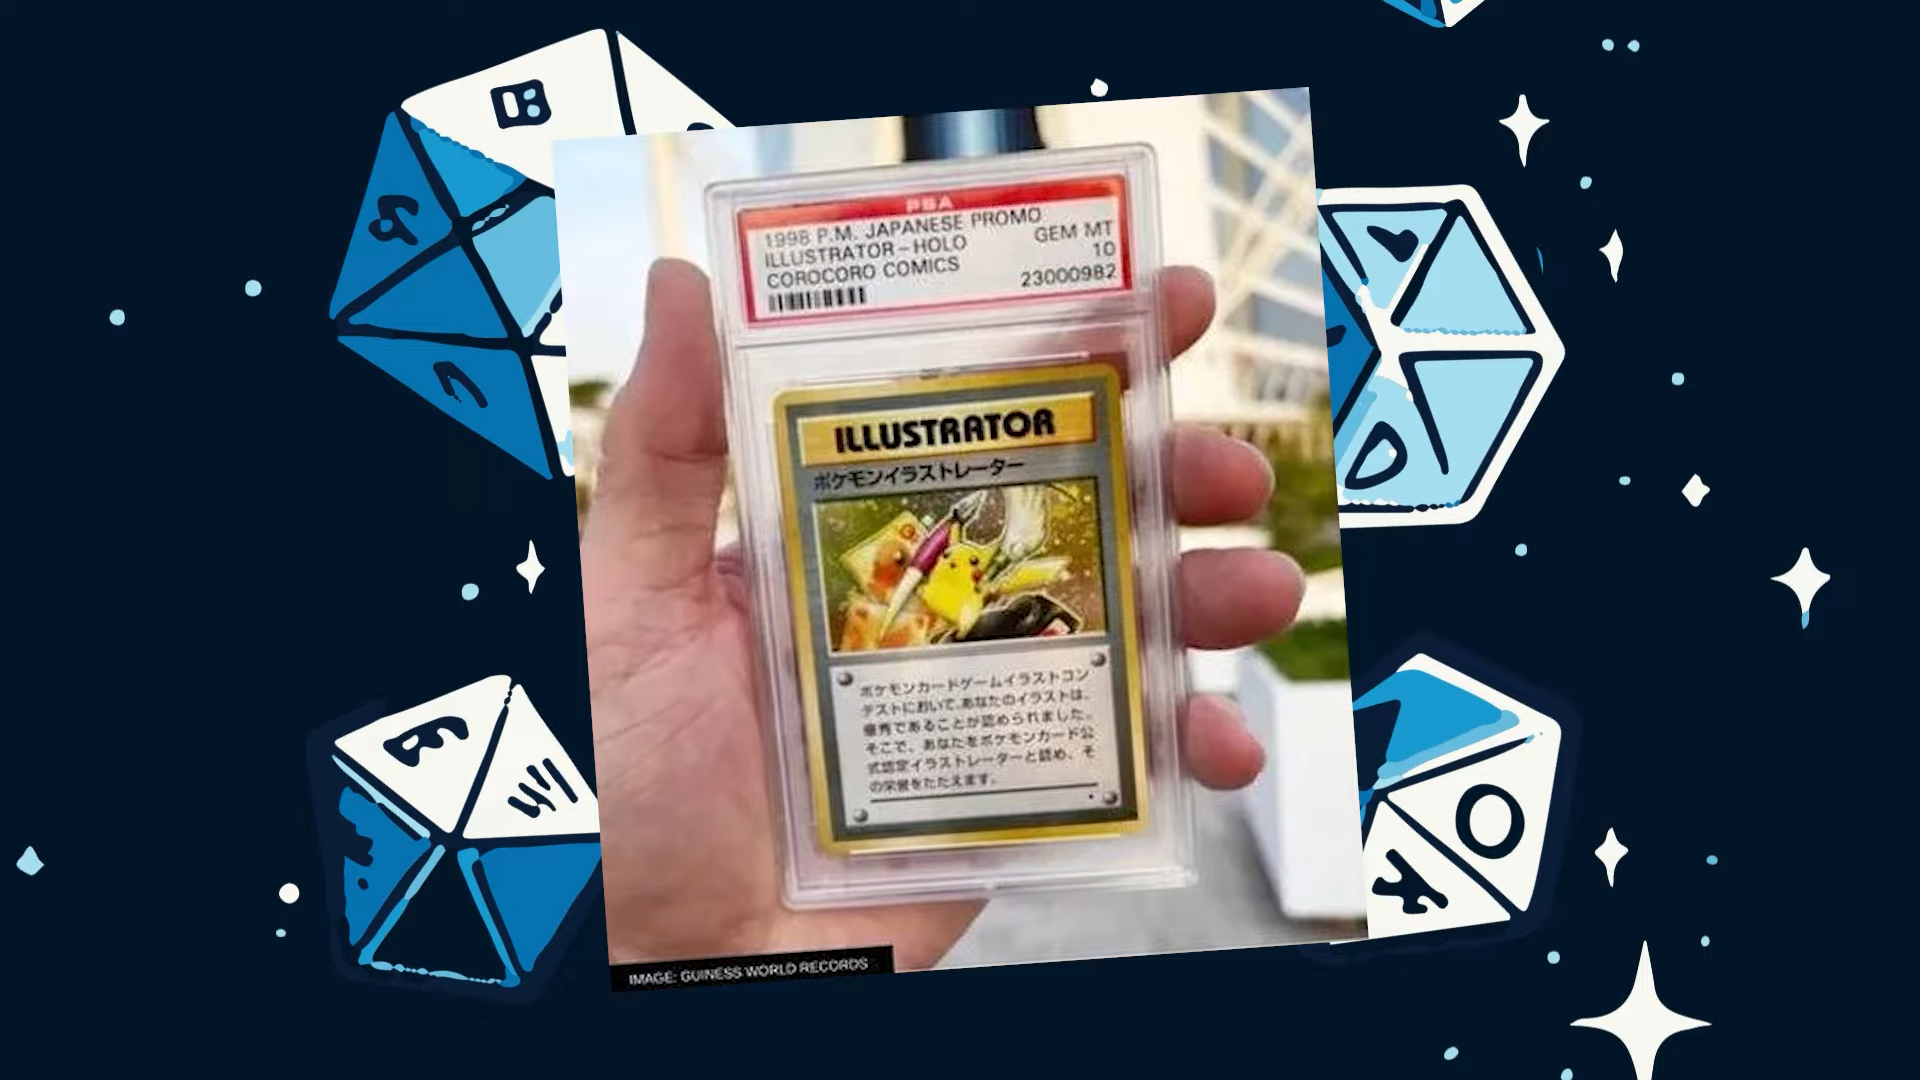 PSA
1998 P.M. JAPANESE PROMO
ILLUSTRATOR-HOLO GEM MT
COROCORO COMICS 10
23000982
ILLUSTRATOR
ポケモンイラストレーター
ポケモンカードゲームイラストコン
テストにおいて、あなたのイラストは、
優秀であることが認められました。
そこで、あなたをポケモンカード公
式認定イラストレーターと認め、そ
の栄誉をたたえます。
IMAGE: GUINESS WORLD RECORDS